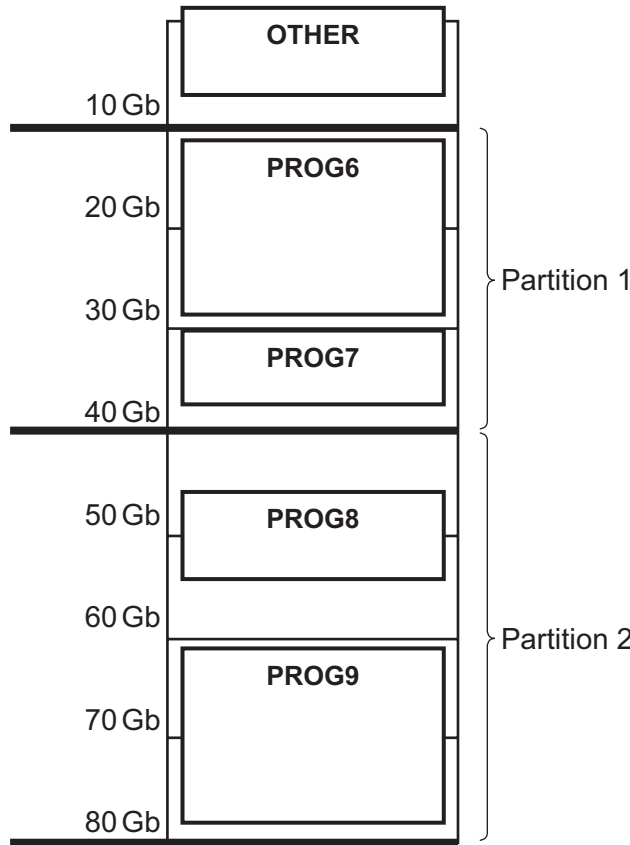 OTHER
10 Gb
PROG6
20 Gb
Partition 1
30 Gb
PROG7
40 Gb
50 Gb
PROG8
60 Gb
Partition 2
PROG9
70 Gb
80 Gb